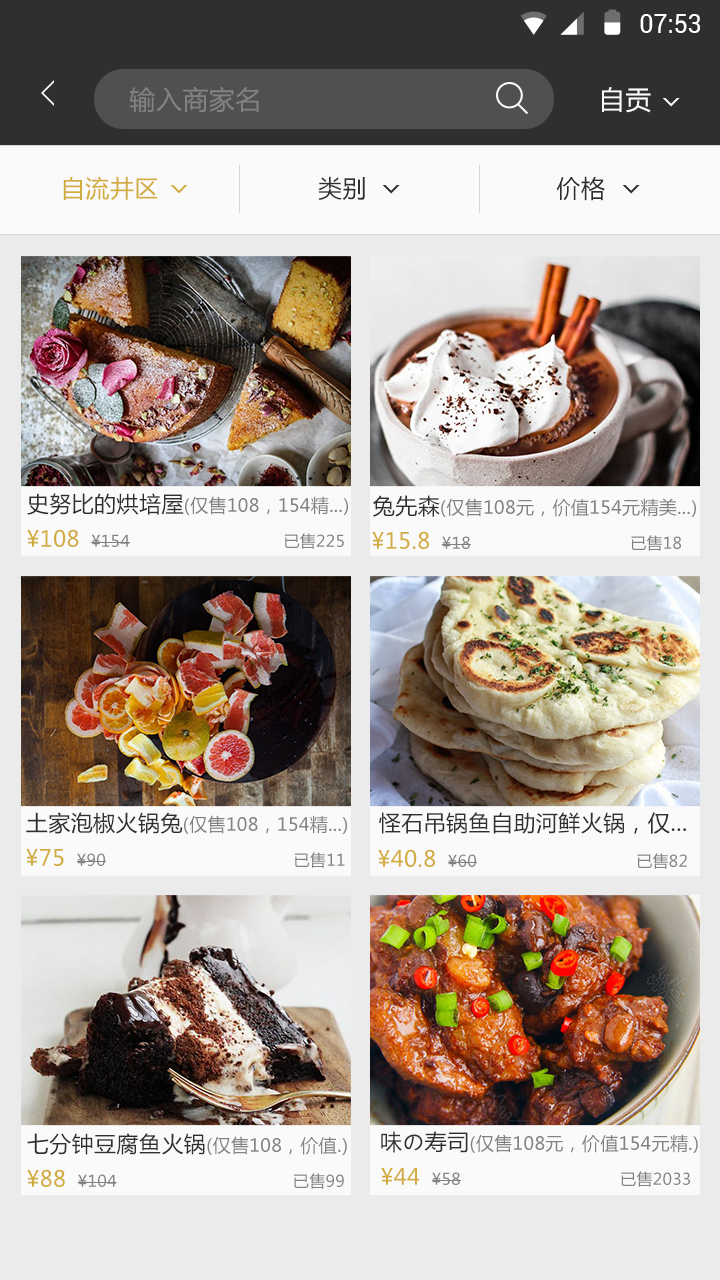 07:53
输入商家名
自贡
自流井区
类别
价格
史努比的烘培屋(仅售108，154精...)
¥108 ¥154 已售225
兔先森(仅售108元，价值154元精美...)
¥15.8 ¥18 已售18
土家泡椒火锅兔(仅售108，154精...)
¥75 ¥90 已售11
怪石吊锅鱼自助河鲜火锅，仅...
¥40.8 ¥60 已售82
七分钟豆腐鱼火锅(仅售108，价值.)
¥88 ¥104 已售99
味の寿司(仅售108元，价值154元精.)
¥44 ¥58 已售2033